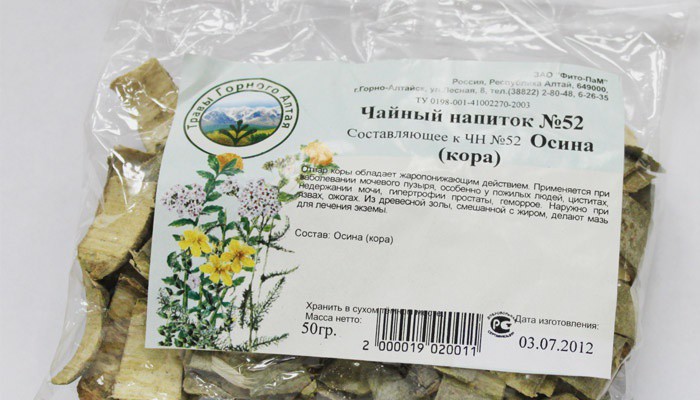 ЗАО "Фито-ПаМ"
Россия, Республика Алтай, 649000,
г.Горно-Алтайск, ул.Лесная 8, тел.(38822) 2-80-48, 6-26-35
ТУ 0198-001-41002270-2003
Травы Горного Алтая
Чайный напиток №52
Составляющее к ЧН №52 Осина
(кора)
Отвар коры обладает жаропонижающим действием. Применяется при
заболевании мочевого пузыря, особенно у пожилых людей, циститах,
недержании мочи, гипертрофии простаты, геморрое. Наружно при
язвах, ожогах. Из древесной золы, смешанной с жиром, делают мазь
для лечения экземы.
Состав: Осина (кора)
Хранить в сухом
Масса нетто:
50гр.
2 000019 020011
РС
Дата изготовления:
03.07.2012